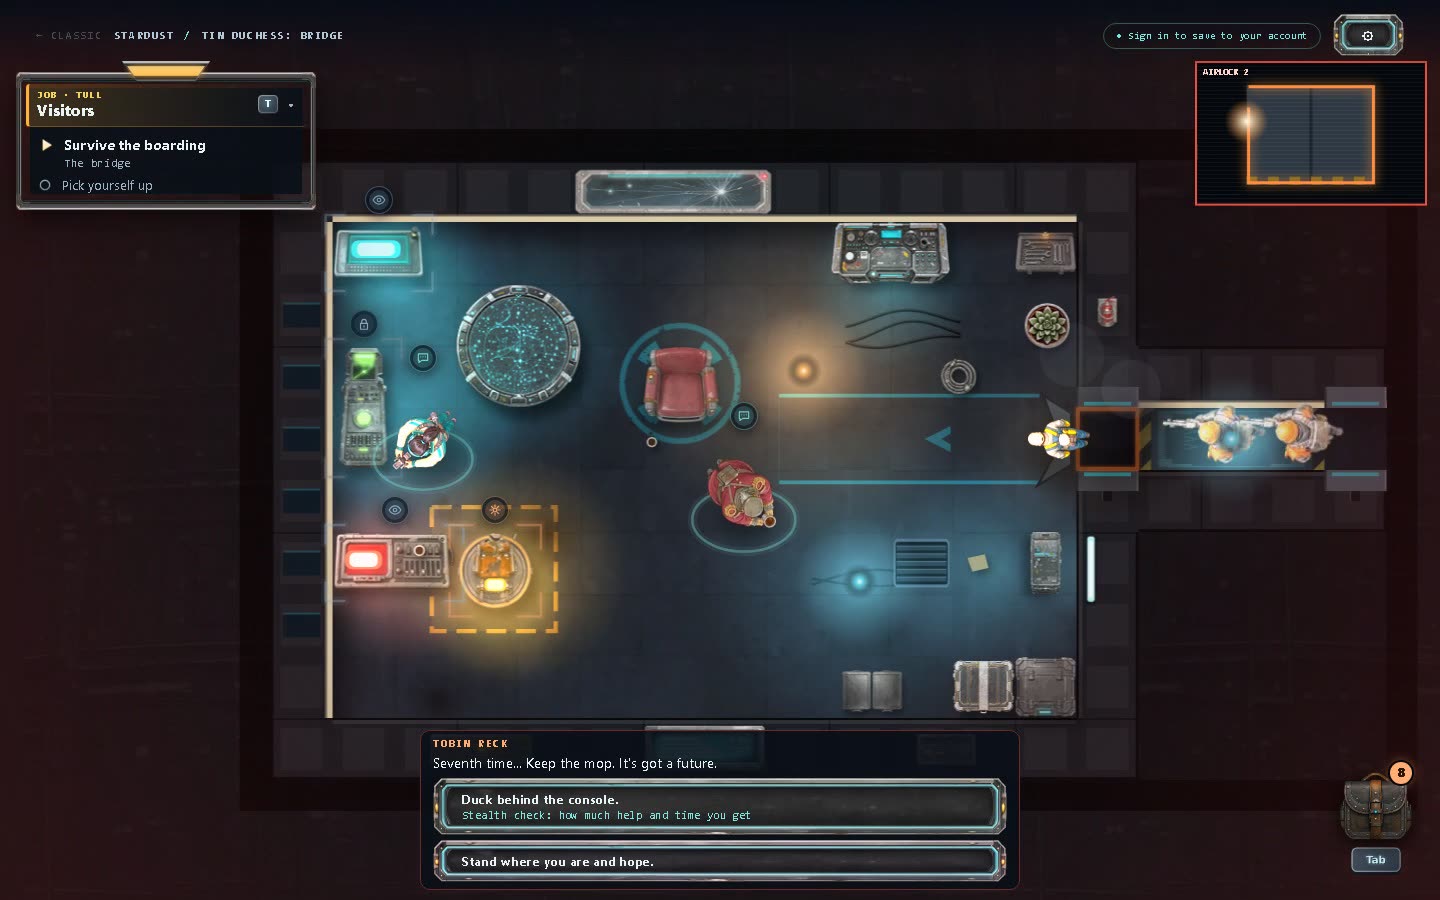 ← CLASSIC STARDUST / TIN DUCHESS: BRIDGE
• Sign in to save to your account
JOB · TULL
Visitors
T
Survive the boarding
The bridge
Pick yourself up
AIRLOCK 2
TOBIN RECK
Seventh time... Keep the mop. It's got a future.
Duck behind the console.
Stealth check: how much help and time you get
Stand where you are and hope.
8
Tab